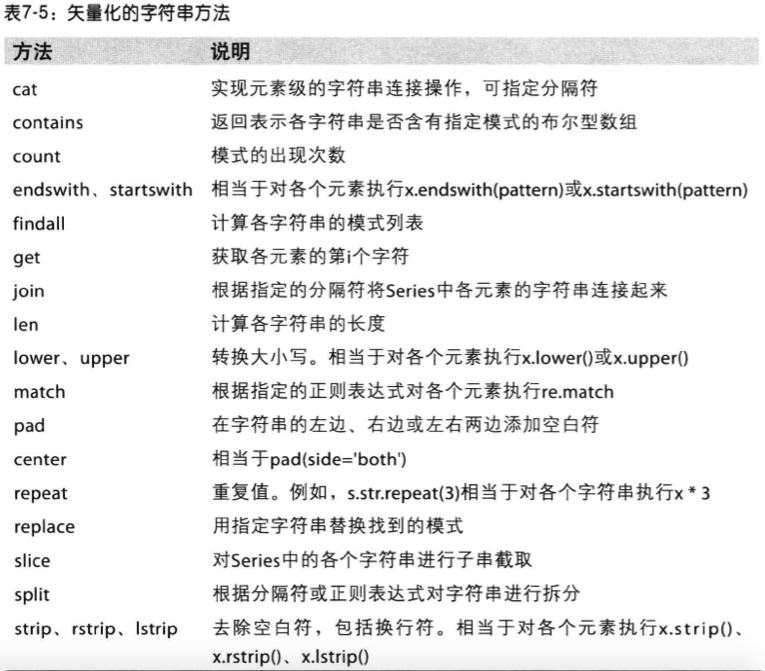 表7-5：矢量化的字符串方法
方法 说明
cat 实现元素级的字符串连接操作，可指定分隔符
contains 返回表示各字符串是否含有指定模式的布尔型数组
count 模式的出现次数
endswith、startswith 相当于对各个元素执行x.endswith(pattern)或x.startswith(pattern)
findall 计算各字符串的模式列表
get 获取各元素的第i个字符
join 根据指定的分隔符将Series中各元素的字符串连接起来
len 计算各字符串的长度
lower、upper 转换大小写。相当于对各个元素执行x.lower()或x.upper()
match 根据指定的正则表达式对各个元素执行re.match
pad 在字符串的左边、右边或左右两边添加空白符
center 相当于pad(side='both')
repeat 重复值。例如，s.str.repeat(3)相当于对各个字符串执行x * 3
replace 用指定字符串替换找到的模式
slice 对Series中的各个字符串进行子串截取
split 根据分隔符或正则表达式对字符串进行拆分
strip、rstrip、lstrip 去除空白符，包括换行符。相当于对各个元素执行x.strip()、
x.rstrip()、x.lstrip()